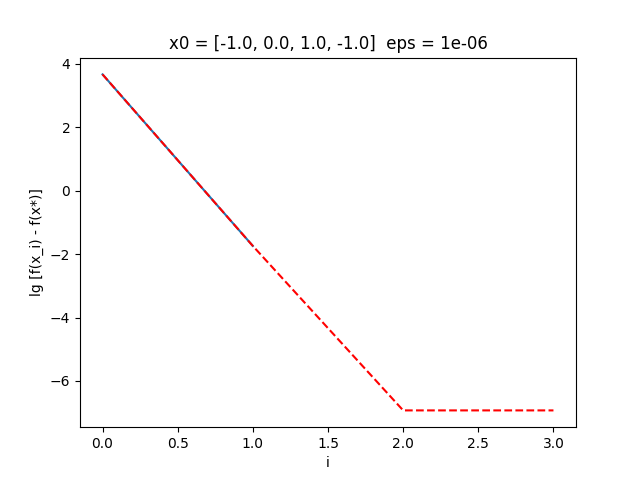 x0 = [-1.0, 0.0, 1.0, -1.0]  eps = 1e-06
lg [f(x_i) - f(x*)]
4
2
0
−2
−4
−6
0.0 0.5 1.0 1.5 2.0 2.5 3.0
i